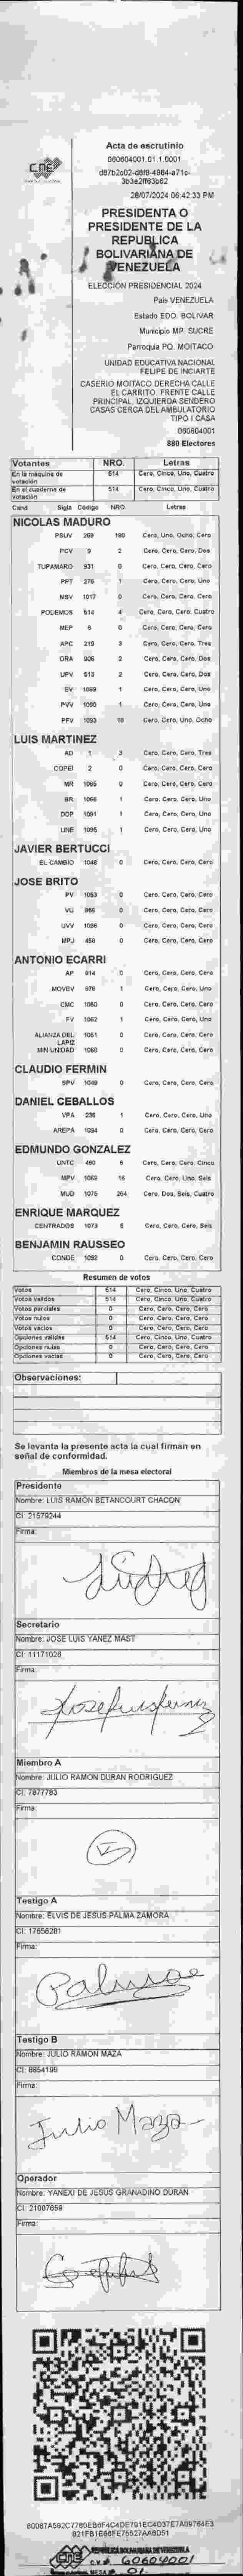 CNE
Acta de escrutinio
060604001.01.1.0001
d87b2c02-d6f8-4984-a71c-
3b3e2ff63b62
28/07/2024 06:42:33 PM
PRESIDENTA O
PRESIDENTE DE LA
REPUBLICA
BOLIVARIANA DE
VENEZUELA
ELECCIÓN PRESIDENCIAL 2024
País VENEZUELA
Estado EDO. BOLIVAR
Municipio MP. SUCRE
Parroquia PQ. MOITACO
UNIDAD EDUCATIVA NACIONAL
FELIPE DE INCIARTE
CASERIO MOITACO DERECHA CALLE
EL CARRITO. FRENTE CALLE
PRINCIPAL. IZQUIERDA SENDERO
CASAS CERCA DEL AMBULATORIO
TIPO I CASA
060604001
880 Electores
Votantes NRO. Letras
En la máquina de votación 514 Cero, Cinco, Uno, Cuatro
En el cuaderno de votación 514 Cero, Cinco, Uno, Cuatro
Cand Sigla Código NRO. Letras
NICOLAS MADURO
PSUV 269 180 Cero, Uno, Ocho, Cero
PCV 9 2 Cero, Cero, Cero, Dos
TUPAMARO 931 0 Cero, Cero, Cero, Cero
PPT 276 1 Cero, Cero, Cero, Uno
MSV 1017 0 Cero, Cero, Cero, Cero
PODEMOS 514 4 Cero, Cero, Cero, Cuatro
MEP 6 0 Cero, Cero, Cero, Cero
APC 219 3 Cero, Cero, Cero, Tres
ORA 906 2 Cero, Cero, Cero, Dos
UPV 513 2 Cero, Cero, Cero, Dos
EV 1089 1 Cero, Cero, Cero, Uno
PVV 1090 1 Cero, Cero, Cero, Uno
PFV 1093 18 Cero, Cero, Uno, Ocho
LUIS MARTINEZ
AD 1 3 Cero, Cero, Cero, Tres
COPEI 2 0 Cero, Cero, Cero, Cero
MR 1065 0 Cero, Cero, Cero, Cero
BR 1066 1 Cero, Cero, Cero, Uno
DDP 1091 1 Cero, Cero, Cero, Uno
UNE 1095 1 Cero, Cero, Cero, Uno
JAVIER BERTUCCI
EL CAMBIO 1048 0 Cero, Cero, Cero, Cero
JOSE BRITO
PV 1053 0 Cero, Cero, Cero, Cero
VU 966 0 Cero, Cero, Cero, Cero
UVV 1096 0 Cero, Cero, Cero, Cero
MPJ 456 0 Cero, Cero, Cero, Cero
ANTONIO ECARRI
AP 914 0 Cero, Cero, Cero, Cero
MOVEV 970 1 Cero, Cero, Cero, Uno
CMC 1050 0 Cero, Cero, Cero, Cero
FV 1062 1 Cero, Cero, Cero, Uno
ALIANZA DEL LAPIZ 1061 0 Cero, Cero, Cero, Cero
MIN UNIDAD 1068 0 Cero, Cero, Cero, Cero
CLAUDIO FERMIN
SPV 1049 0 Cero, Cero, Cero, Cero
DANIEL CEBALLOS
VPA 236 1 Cero, Cero, Cero, Uno
AREPA 1094 0 Cero, Cero, Cero, Cero
EDMUNDO GONZALEZ
UNTC 460 5 Cero, Cero, Cero, Cinco
MPV 1069 16 Cero, Cero, Uno, Seis
MUD 1075 264 Cero, Dos, Seis, Cuatro
ENRIQUE MARQUEZ
CENTRADOS 1073 6 Cero, Cero, Cero, Seis
BENJAMIN RAUSSEO
CONDE 1092 0 Cero, Cero, Cero, Cero
Resumen de votos
Votos 514 Cero, Cinco, Uno, Cuatro
Votos validos 514 Cero, Cinco, Uno, Cuatro
Votos parciales 0 Cero, Cero, Cero, Cero
Votos nulos 0 Cero, Cero, Cero, Cero
Votos vacíos 0 Cero, Cero, Cero, Cero
Opciones validas 514 Cero, Cinco, Uno, Cuatro
Opciones nulas 0 Cero, Cero, Cero, Cero
Opciones vacías 0 Cero, Cero, Cero, Cero
Observaciones:
Se levanta la presente acta la cual firman en
señal de conformidad.
Miembros de la mesa electoral
Presidente
Nombre: LUIS RAMÓN BETANCOURT CHACON
CI: 21579244
Firma:
Secretario
Nombre: JOSE LUIS YANEZ MAST
CI: 11171026
Firma:
Miembro A
Nombre: JULIO RAMON DURAN RODRIGUEZ
CI: 7877783
Firma:
Testigo A
Nombre: ELVIS DE JESUS PALMA ZAMORA
CI: 17656281
Firma:
Palma
Testigo B
Nombre: JULIO RAMON MAZA
CI: 8854199
Firma:
Julio Maza
Operador
Nombre: YANEXI DE JESUS GRANADINO DURAN
CI: 21007659
Firma:
80087A592C7760EB6F4C4DE791EC4D37E7A09764E3
821FB1E66FE75527AA8D51
CNE REPÚBLICA BOLIVARIANA DE VENEZUELA
C.V. # 60604001
MESA # 01